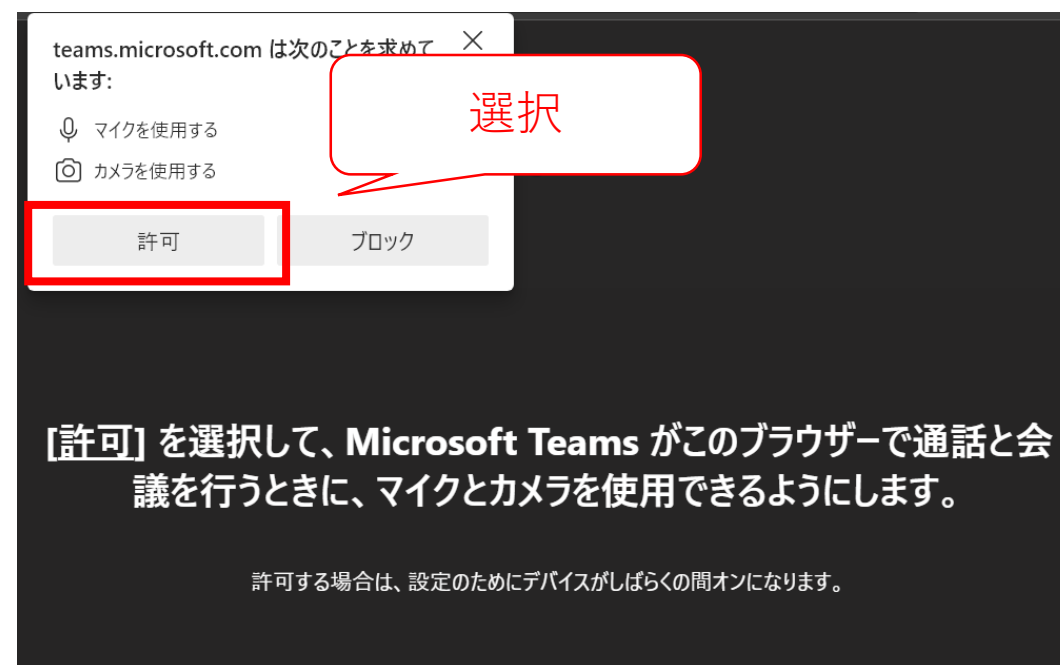 teams.microsoft.com は次のことを求めて
います:
選択
マイクを使用する
カメラを使用する
許可
ブロック
[許可] を選択して、Microsoft Teams がこのブラウザーで通話と会
議を行うときに、マイクとカメラを使用できるようにします。
許可する場合は、設定のためにデバイスがしばらくの間オンになります。